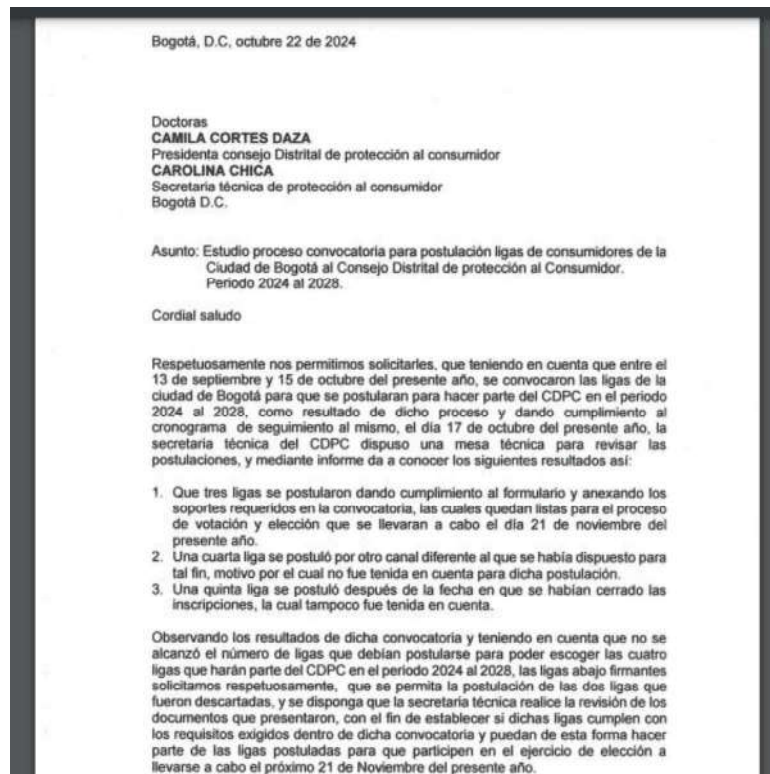 Bogotá, D.C, octubre 22 de 2024
Doctoras
CAMILA CORTES DAZA
Presidenta consejo Distrital de protección al consumidor
CAROLINA CHICA
Secretaria técnica de protección al consumidor
Bogotá D.C.
Asunto: Estudio proceso convocatoria para postulación ligas de consumidores de la
Ciudad de Bogotá al Consejo Distrital de protección al Consumidor.
Periodo 2024 al 2028.
Cordial saludo
Respetuosamente nos permitimos solicitarles, que teniendo en cuenta que entre el
13 de septiembre y 15 de octubre del presente año, se convocaron las ligas de la
ciudad de Bogotá para que se postularan para hacer parte del CDPC en el periodo
2024 al 2028, como resultado de dicho proceso y dando cumplimiento al
cronograma de seguimiento al mismo, el día 17 de octubre del presente año, la
secretaria técnica del CDPC dispuso una mesa técnica para revisar las
postulaciones, y mediante informe da a conocer los siguientes resultados así:
1. Que tres ligas se postularon dando cumplimiento al formulario y anexando los
soportes requeridos en la convocatoria, las cuales quedan listas para el proceso
de votación y elección que se llevaran a cabo el día 21 de noviembre del
presente año.
2. Una cuarta liga se postuló por otro canal diferente al que se había dispuesto para
tal fin, motivo por el cual no fue tenida en cuenta para dicha postulación.
3. Una quinta liga se postuló después de la fecha en que se habían cerrado las
inscripciones, la cual tampoco fue tenida en cuenta.
Observando los resultados de dicha convocatoria y teniendo en cuenta que no se
alcanzó el número de ligas que debían postularse para poder escoger las cuatro
ligas que harán parte del CDPC en el periodo 2024 al 2028, las ligas abajo firmantes
solicitamos respetuosamente, que se permita la postulación de las dos ligas que
fueron descartadas, y se disponga que la secretaria técnica realice la revisión de los
documentos que presentaron, con el fin de establecer si dichas ligas cumplen con
los requisitos exigidos dentro de dicha convocatoria y puedan de esta forma hacer
parte de las ligas postuladas para que participen en el ejercicio de elección a
llevarse a cabo el próximo 21 de Noviembre del presente año.